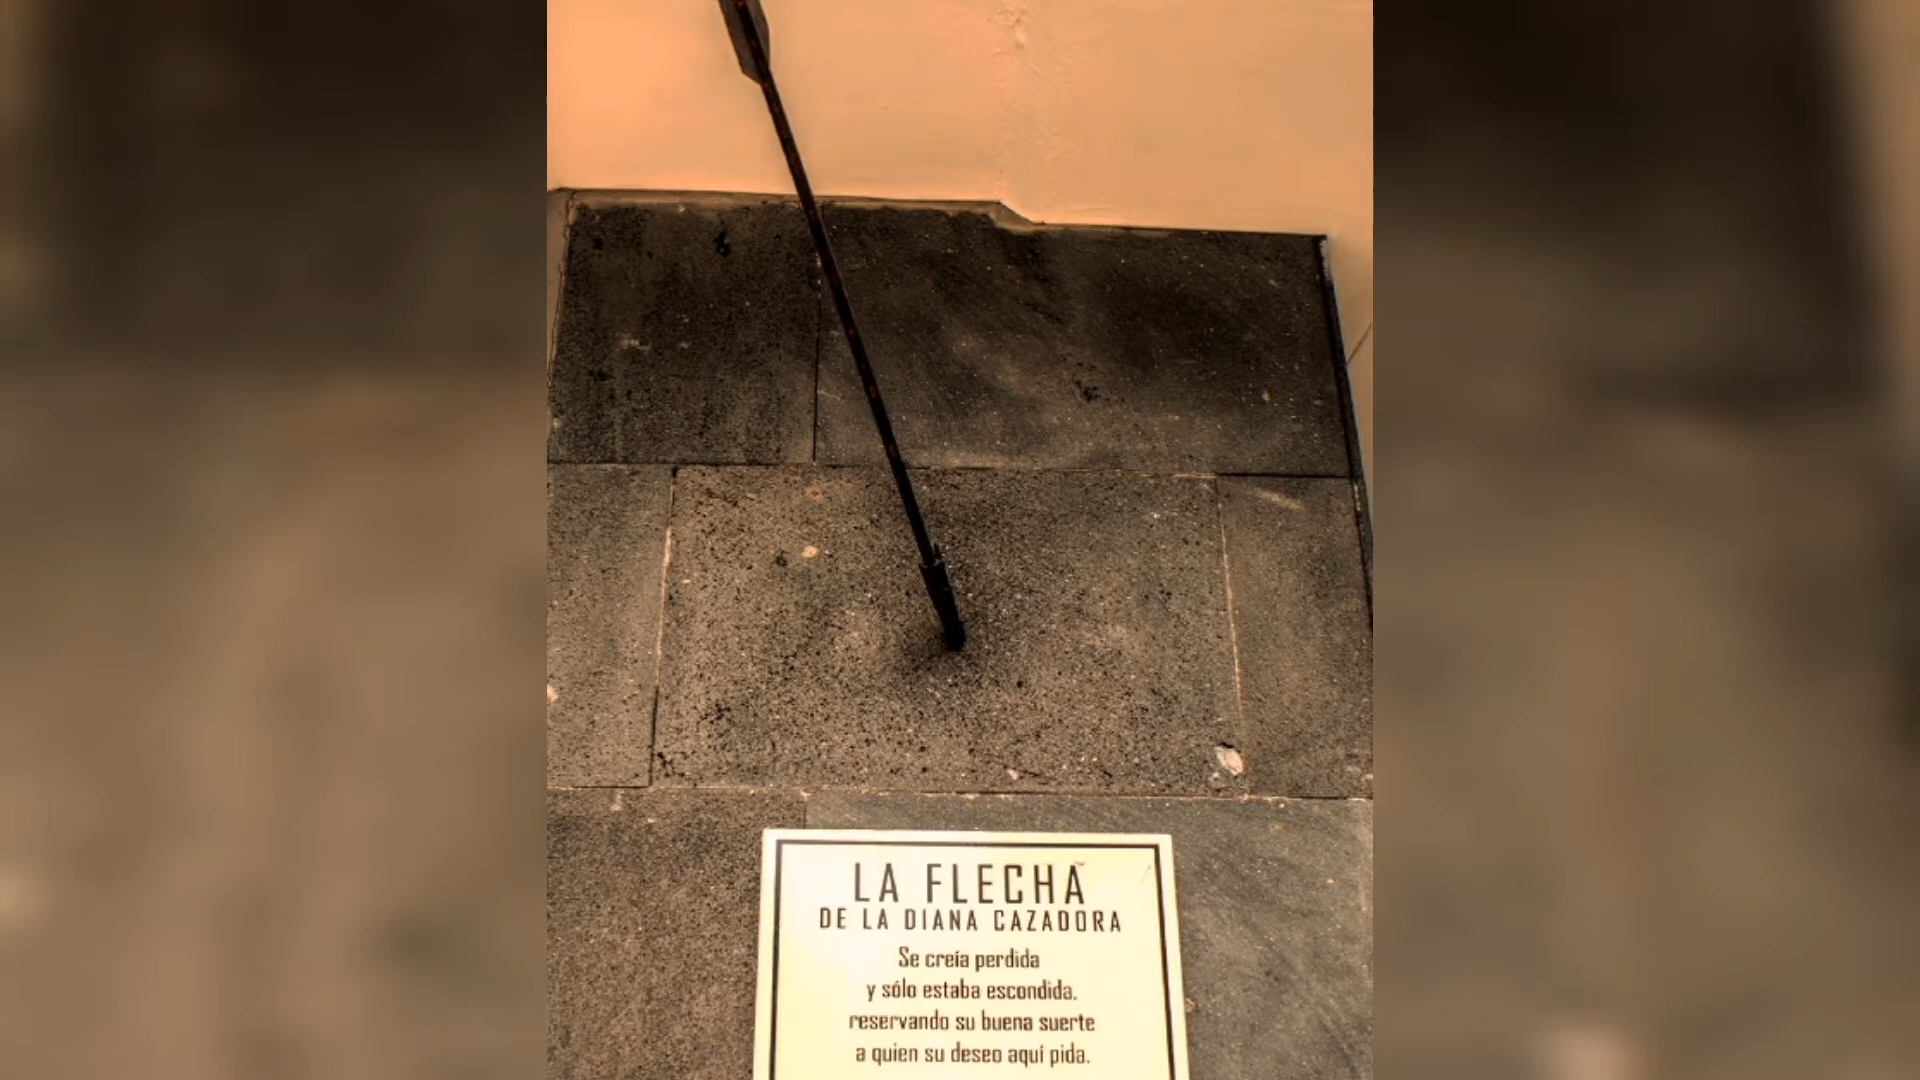 LA FLECHA
DE LA DIANA CAZADORA
Se creía perdida
y sólo estaba escondida,
reservando su buena suerte
a quien su deseo aquí pida.